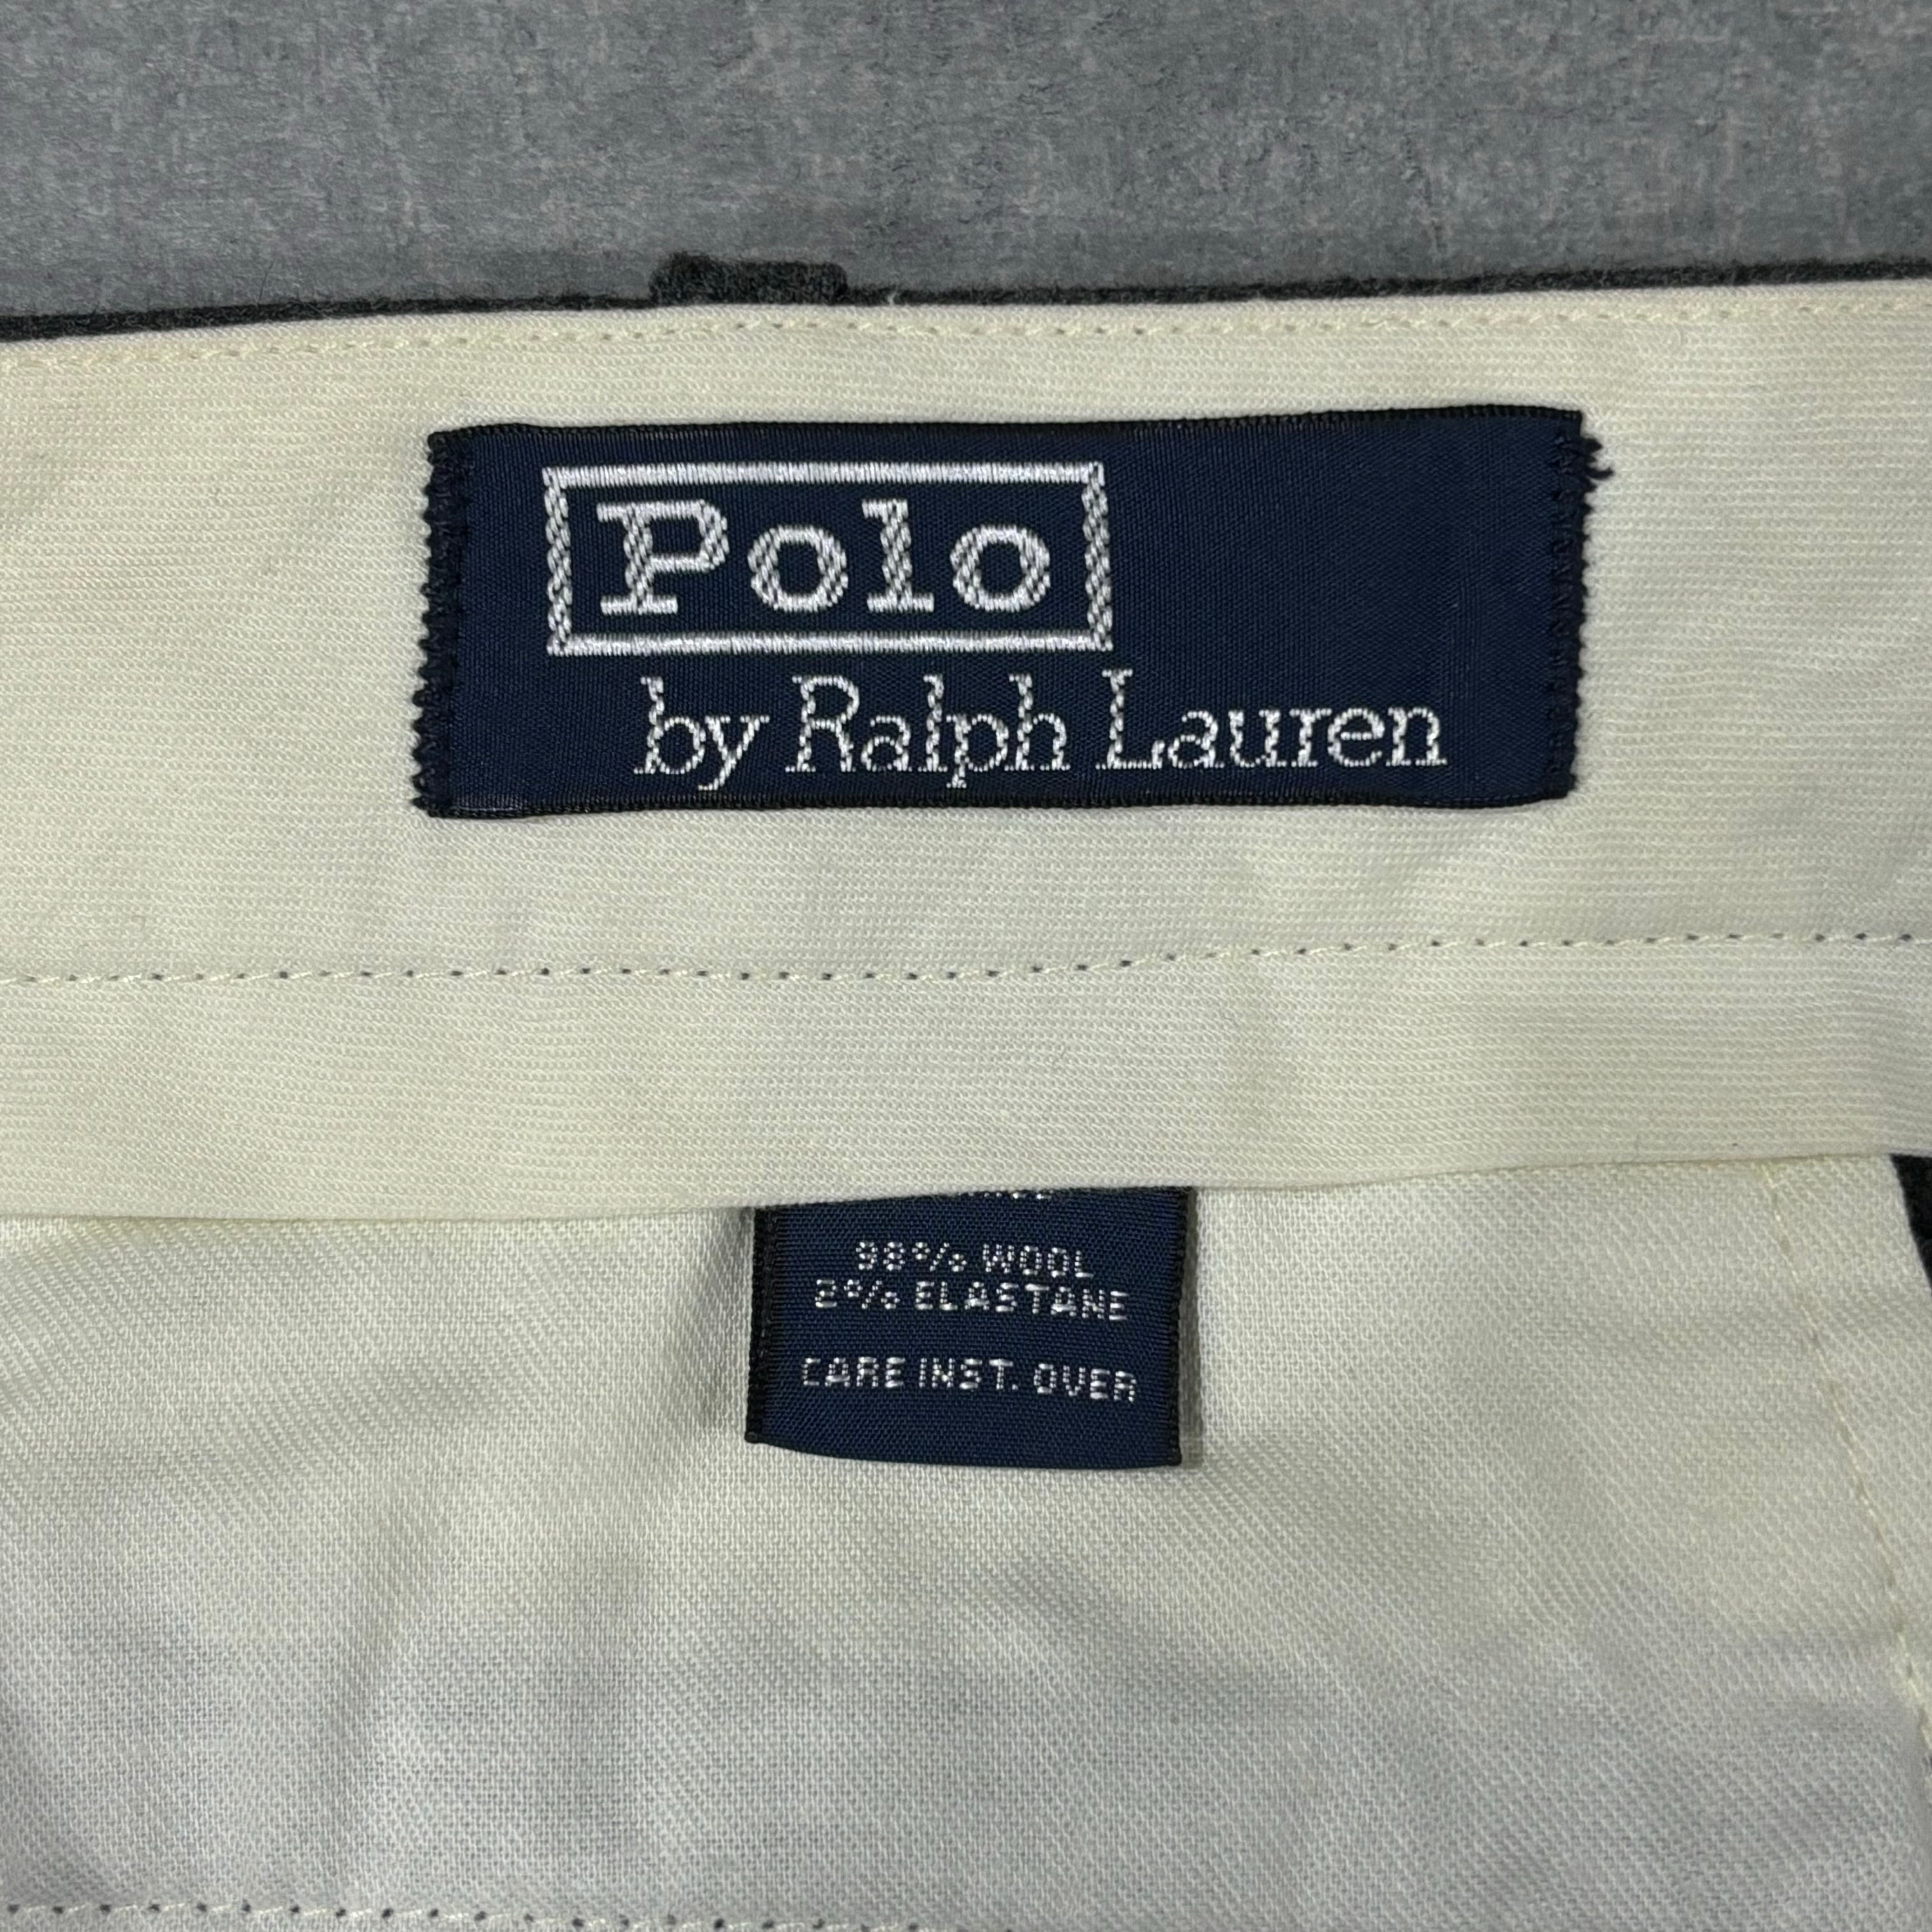 Polo
by Ralph Lauren
98% WOOL
2% ELASTANE
CARE INST. OVER